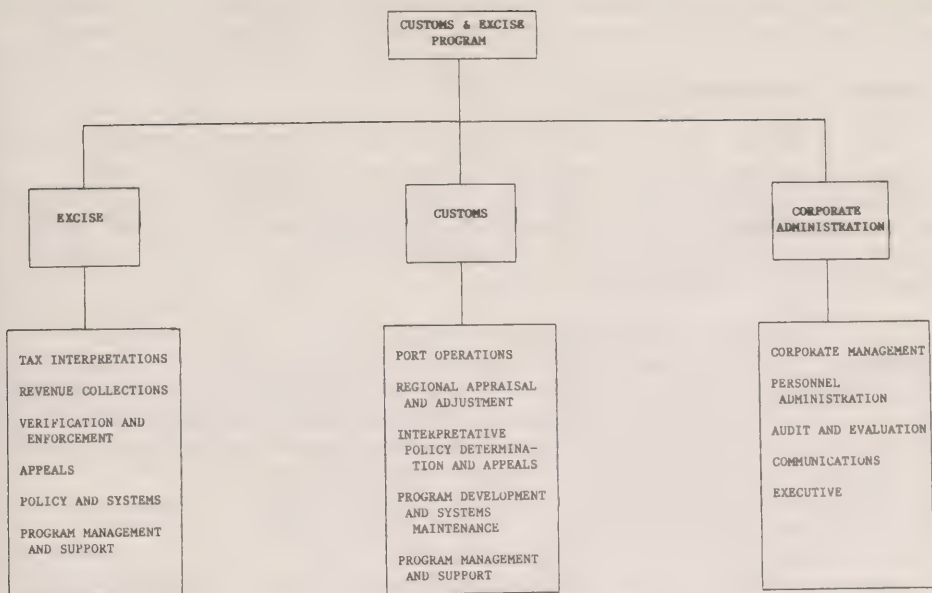 CUSTOMS & EXCISE
PROGRAM
EXCISE
CUSTOMS
CORPORATE
ADMINISTRATION
TAX INTERPRETATIONS
REVENUE COLLECTIONS
VERIFICATION AND
ENFORCEMENT
APPEALS
POLICY AND SYSTEMS
PROGRAM MANAGEMENT
AND SUPPORT
PORT OPERATIONS
REGIONAL APPRAISAL
AND ADJUSTMENT
INTERPRETATIVE
POLICY DETERMINA-
TION AND APPEALS
PROGRAM DEVELOPMENT
AND SYSTEMS
MAINTENANCE
PROGRAM MANAGEMENT
AND SUPPORT
CORPORATE MANAGEMENT
PERSONNEL
ADMINISTRATION
AUDIT AND EVALUATION
COMMUNICATIONS
EXECUTIVE